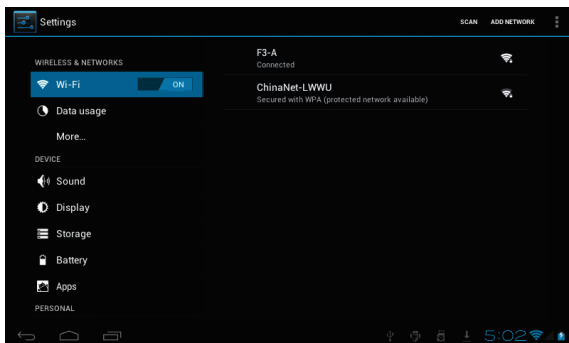 Settings
SCAN ADD NETWORK
WIRELESS & NETWORKS
Wi-Fi ON
Data usage
More...
DEVICE
Sound
Display
Storage
Battery
Apps
PERSONAL
F3-A
Connected
ChinaNet-LWWU
Secured with WPA (protected network available)
5:02